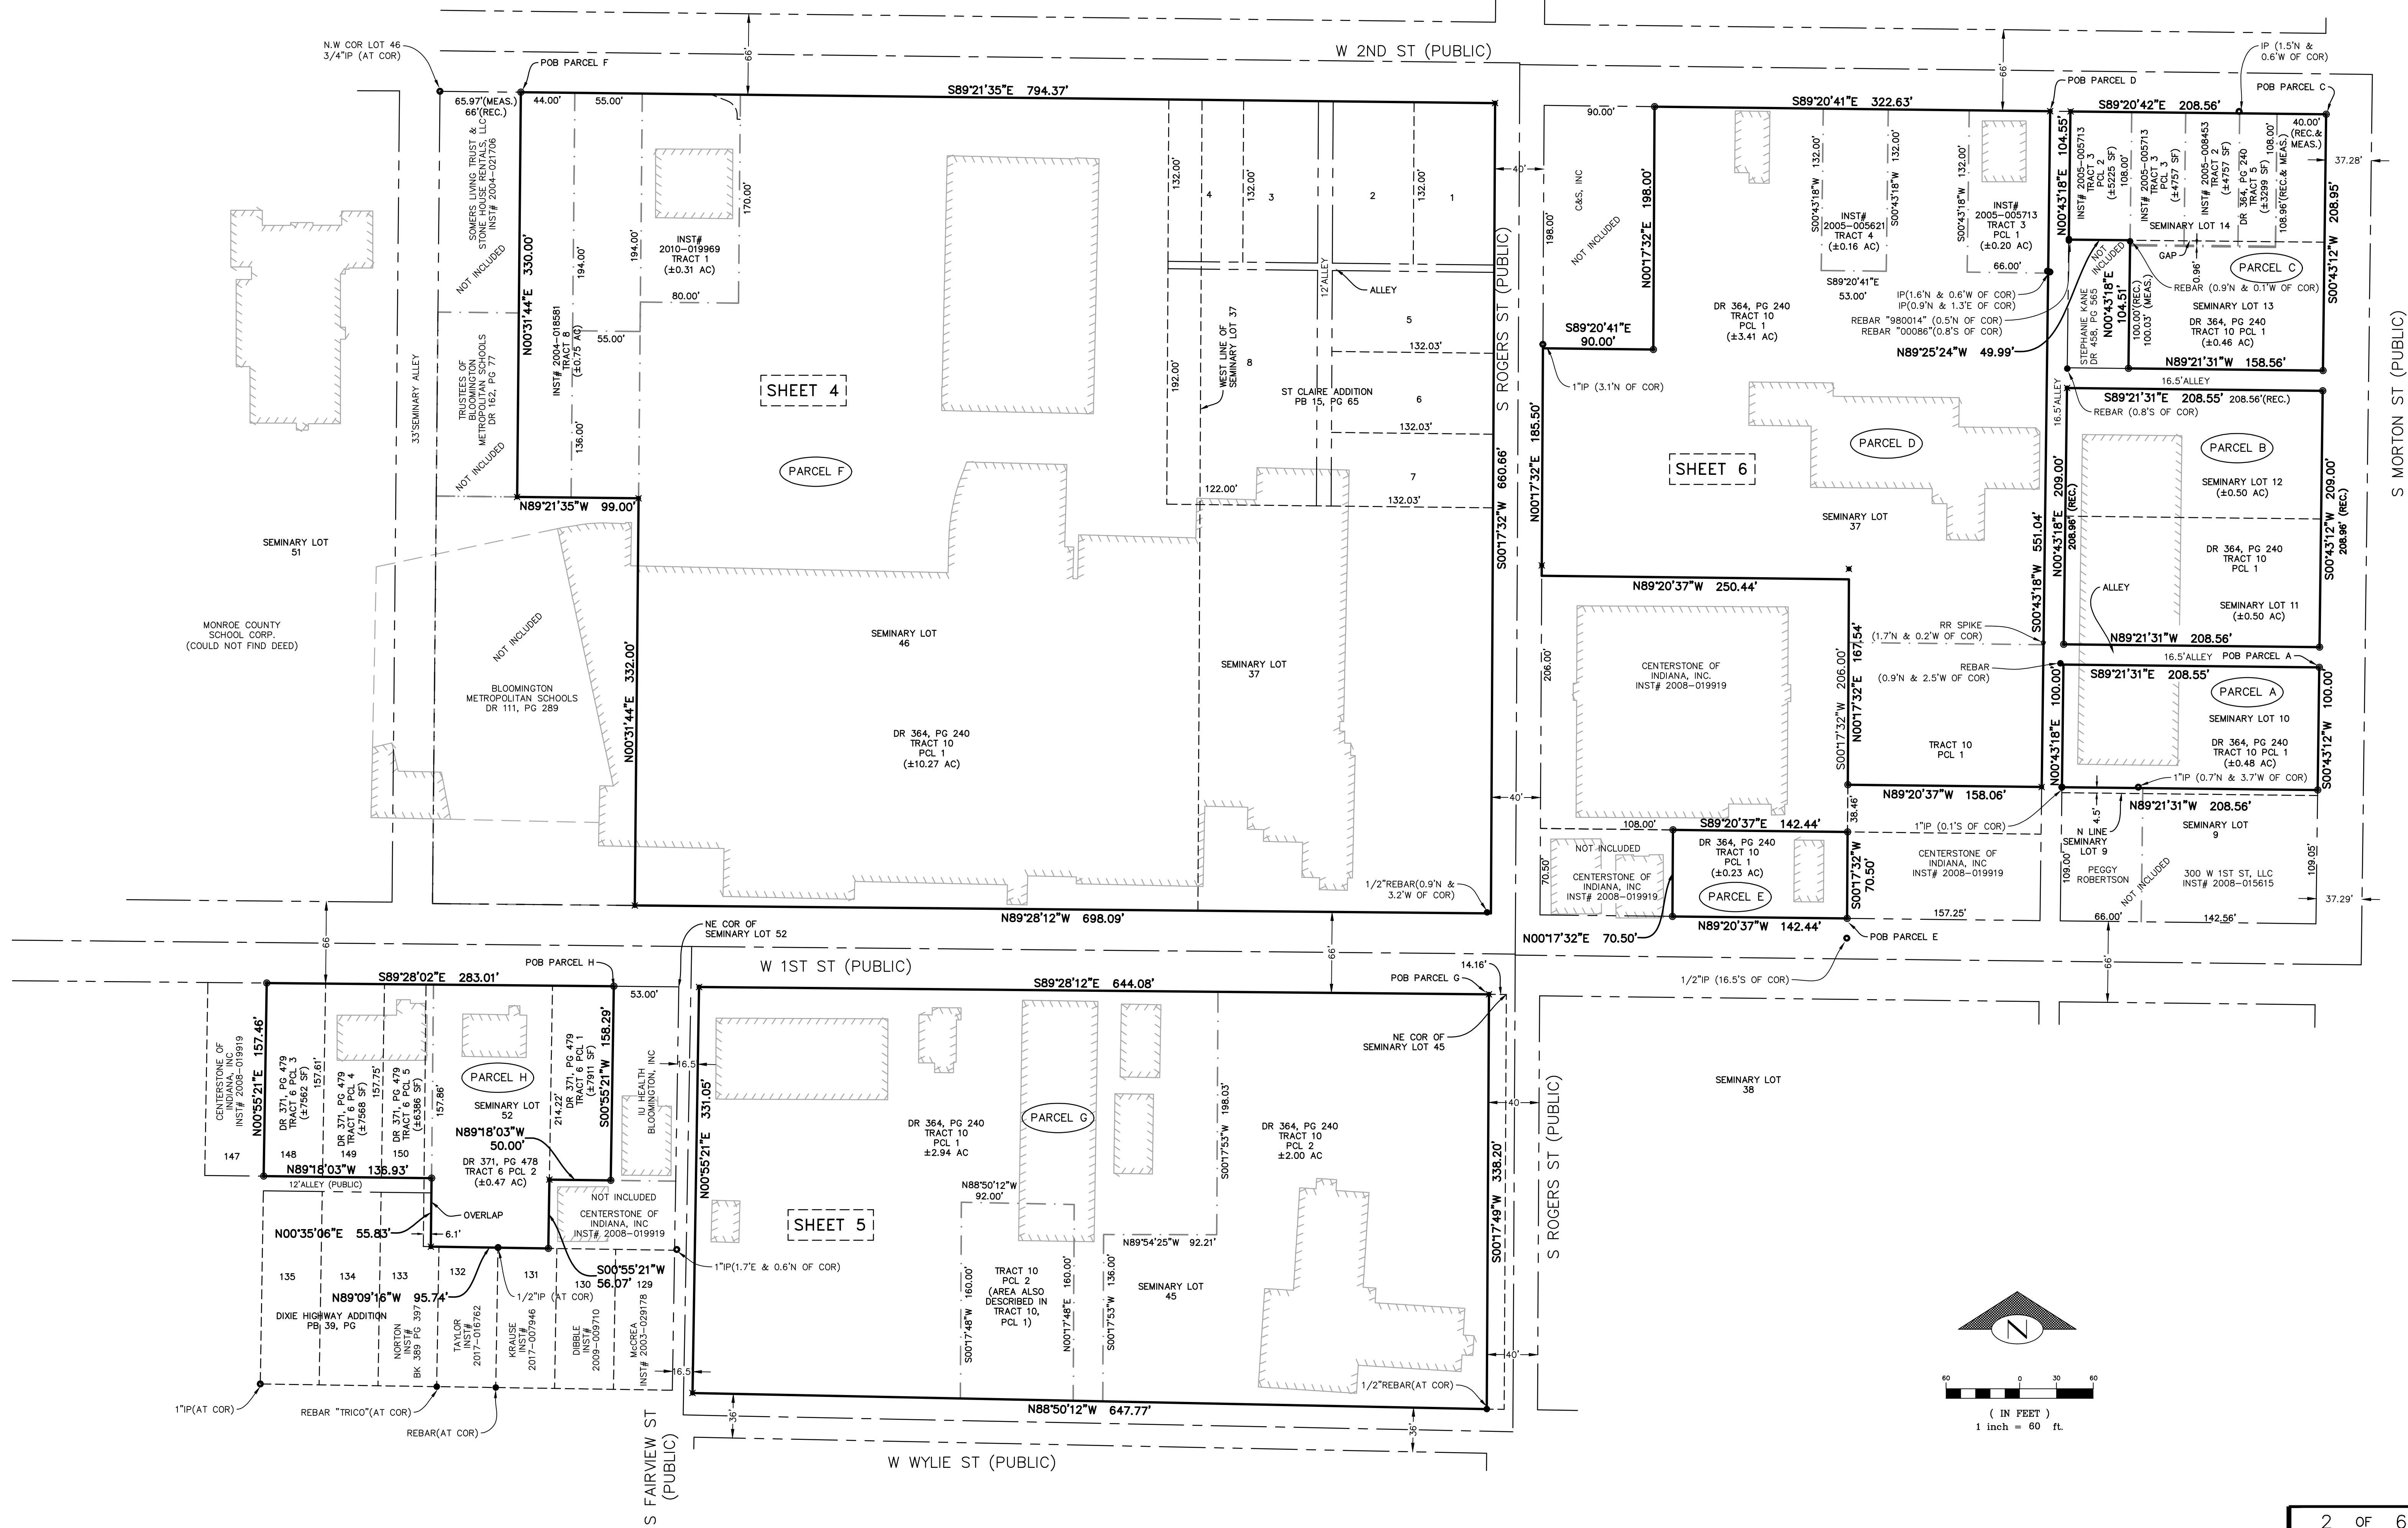 W 2ND ST (PUBLIC)
N.W COR LOT 46
3/4"IP (AT COR)
POB PARCEL F
65.97'(MEAS.)
66'(REC.)
44.00'
55.00'
66'
S89°21'35"E 794.37'
SOMERS LIVING TRUST &
STONE HOUSE RENTALS, LLC
INST# 2004-021706
NOT INCLUDED
TRUSTEES OF
BLOOMINGTON
METROPOLITAN SCHOOLS
DR 162, PG 77
NOT INCLUDED
33'SEMINARY ALLEY
N00°31'44"E 330.00'
INST# 2004-018581
TRACT 8
(±0.75 AC)
194.00'
136.00'
194.00'
55.00'
170.00'
INST#
2010-019969
TRACT 1
(±0.31 AC)
80.00'
SHEET 4
PARCEL F
N89°21'35"W 99.00'
132.00'
4
132.00'
3
2
132.00'
1
12'ALLEY
ALLEY
WEST LINE OF
SEMINARY LOT 37
192.00'
8
5
132.03'
ST CLAIRE ADDITION
PB 15, PG 65
6
132.03'
7
122.00'
132.03'
S ROGERS ST (PUBLIC)
40'
S00°17'32"W 660.66'
SEMINARY LOT
51
MONROE COUNTY
SCHOOL CORP.
(COULD NOT FIND DEED)
NOT INCLUDED
BLOOMINGTON
METROPOLITAN SCHOOLS
DR 111, PG 289
N00°31'44"E 332.00'
SEMINARY LOT
46
SEMINARY LOT
37
DR 364, PG 240
TRACT 10
PCL 1
(±10.27 AC)
1/2"REBAR(0.9'N &
3.2'W OF COR)
N89°28'12"W 698.09'
40'
66'
66
90.00'
S89°20'41"E 322.63'
66'
POB PARCEL D
C&S, INC
NOT INCLUDED
198.00'
N00°17'32"E 198.00'
S89°20'41"E
90.00'
1"IP (3.1'N OF COR)
S00°43'18"W 132.00'
S00°43'18"W 132.00'
INST#
2005-005621
TRACT 4
(±0.16 AC)
S89°20'41"E
53.00'
S00°43'18"W 132.00'
INST#
2005-005713
TRACT 3
PCL 1
(±0.20 AC)
66.00'
DR 364, PG 240
TRACT 10
PCL 1
(±3.41 AC)
IP(1.6'N & 0.6'W OF COR)
IP(0.9'N & 1.3'E OF COR)
REBAR "980014" (0.5'N OF COR)
REBAR "00086"(0.8'S OF COR)
N89°25'24"W 49.99'
N00°17'32"E 185.50'
SHEET 6
PARCEL D
SEMINARY LOT
37
N89°20'37"W 250.44'
S00°43'18"W 551.04'
RR SPIKE
(1.7'N & 0.2'W OF COR)
REBAR
(0.9'N & 2.5'W OF COR)
206.00'
CENTERSTONE OF
INDIANA, INC.
INST# 2008-019919
S00°17'32"W 206.00'
N00°17'32"E 167.54'
TRACT 10
PCL 1
N89°20'37"W 158.06'
38.46'
1"IP (0.1'S OF COR)
108.00'
S89°20'37"E 142.44'
70.50'
NOT INCLUDED
CENTERSTONE OF
INDIANA, INC
INST# 2008-019919
DR 364, PG 240
TRACT 10
PCL 1
(±0.23 AC)
PARCEL E
S00°17'32"W
70.50'
CENTERSTONE OF
INDIANA, INC
INST# 2008-019919
157.25'
N00°17'32"E 70.50'
N89°20'37"W 142.44'
POB PARCEL E
1/2"IP (16.5'S OF COR)
IP (1.5'N &
0.6'W OF COR)
POB PARCEL C
S89°20'42"E 208.56'
40.00'
(REC.&
MEAS.)
37.28'
N00°43'18"E 104.55'
INST# 2005-005713
TRACT 3
PCL 2
(±5225 SF)
108.00'
INST# 2005-005713
TRACT 3
PCL 3
(±4757 SF)
INST# 2005-008453
TRACT 2
(±4757 SF)
DR 364, PG 240
TRACT 5
(±3299 SF)
108.00'
108.96'(REC.& MEAS.)
SEMINARY LOT 14
GAP
0.96'
NOT
INCLUDED
PARCEL C
REBAR (0.9'N & 0.1'W OF COR)
SEMINARY LOT 13
DR 364, PG 240
TRACT 10 PCL 1
(±0.46 AC)
STEPHANIE KANE
DR 458, PG 565
N00°43'18"E
104.51'
100.00'(REC.)
100.03' (MEAS.)
N89°21'31"W 158.56'
S00°43'12"W 208.95'
S MORTON ST (PUBLIC)
16.5'ALLEY
16.5'ALLEY
S89°21'31"E 208.55' 208.56'(REC.)
REBAR (0.8'S OF COR)
PARCEL B
SEMINARY LOT 12
(±0.50 AC)
N00°43'18"E 209.00'
208.96' (REC.)
S00°43'12"W 209.00'
208.96' (REC.)
DR 364, PG 240
TRACT 10
PCL 1
ALLEY
SEMINARY LOT 11
(±0.50 AC)
N89°21'31"W 208.56'
16.5'ALLEY
POB PARCEL A
S89°21'31"E 208.55'
PARCEL A
N00°43'18"E 100.00'
S00°43'12"W 100.00'
SEMINARY LOT 10
DR 364, PG 240
TRACT 10 PCL 1
(±0.48 AC)
1"IP (0.7'N & 3.7'W OF COR)
N89°21'31"W 208.56'
4.5'
N LINE
SEMINARY
LOT 9
SEMINARY LOT
9
109.00'
PEGGY
ROBERTSON
NOT INCLUDED
300 W 1ST ST, LLC
INST# 2008-015615
109.05'
66.00'
142.56'
37.29'
66'
NE COR OF
SEMINARY LOT 52
W 1ST ST (PUBLIC)
POB PARCEL H
S89°28'02"E 283.01'
53.00'
CENTERSTONE OF
INDIANA, INC
INST# 2008-019919
147
N00°55'21"E 157.46'
DR 371, PG 479
TRACT 6 PCL 3
(±7562 SF)
157.61'
148
DR 371, PG 479
TRACT 6 PCL 4
(±7568 SF)
157.75'
149
DR 371, PG 479
TRACT 6 PCL 5
(±6386 SF)
157.86'
150
PARCEL H
SEMINARY LOT
52
N89°18'03"W
50.00'
DR 371, PG 478
TRACT 6 PCL 2
(±0.47 AC)
214.22'
DR 371, PG 479
TRACT 6 PCL 1
(±7911 SF)
S00°55'21"W 158.29'
IU HEALTH
BLOOMINGTON, INC
16.5
N89°18'03"W 136.93'
12'ALLEY (PUBLIC)
OVERLAP
N00°35'06"E 55.83'
6.1'
NOT INCLUDED
CENTERSTONE OF
INDIANA, INC
INST# 2008-019919
S00°55'21"W
56.07'
1"IP(1.7'E & 0.6'N OF COR)
135
134
133
132
131
130
129
N89°09'16"W 95.74'
1/2"IP (AT COR)
DIXIE HIGHWAY ADDITION
PB 39, PG
NORTON
INST#
BK 389 PG 397
TAYLOR
INST#
2017-016762
KRAUSE
INST#
2017-007946
DIBBLE
INST#
2009-009710
McCREA
INST# 2003-029178
16.5
1"IP(AT COR)
REBAR "TRICO"(AT COR)
REBAR(AT COR)
S FAIRVIEW ST
(PUBLIC)
S89°28'12"E 644.08'
POB PARCEL G
14.16'
NE COR OF
SEMINARY LOT 45
N00°55'21"E 331.05'
DR 364, PG 240
TRACT 10
PCL 1
±2.94 AC
PARCEL G
S00°17'53"W 198.03'
DR 364, PG 240
TRACT 10
PCL 2
±2.00 AC
SHEET 5
N88°50'12"W
92.00'
N89°54'25"W 92.21'
S00°17'48"W 160.00'
TRACT 10
PCL 2
(AREA ALSO
DESCRIBED IN
TRACT 10,
PCL 1)
N00°17'48"E 160.00'
S00°17'53"W 136.00'
SEMINARY LOT
45
S00°17'49"W 338.20'
40
40'
S ROGERS ST (PUBLIC)
1/2"REBAR(AT COR)
36'
N88°50'12"W 647.77'
36'
W WYLIE ST (PUBLIC)
SEMINARY LOT
38
N
60 0 30 60
( IN FEET )
1 inch = 60 ft.
2 OF 6